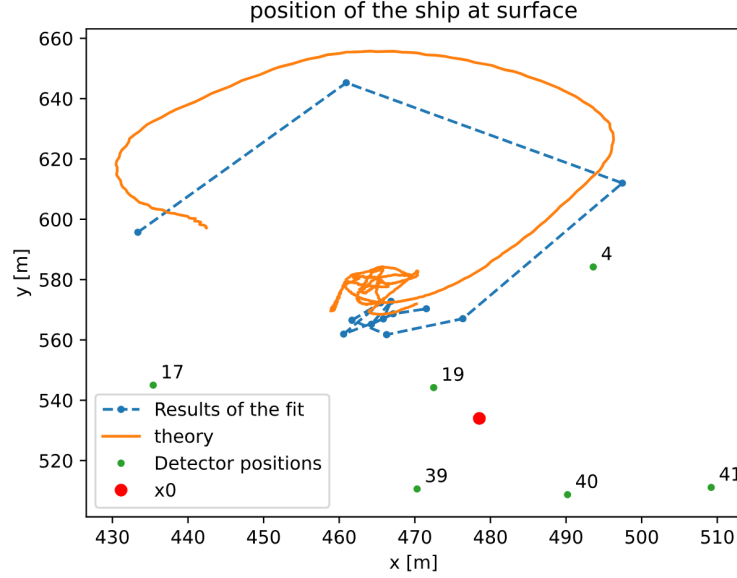 position of the ship at surface
y [m]
660
640
620
600
580
560
540
520
4
17
19
39
40
41
Results of the fit
theory
Detector positions
x0
430 440 450 460 470 480 490 500 510
x [m]